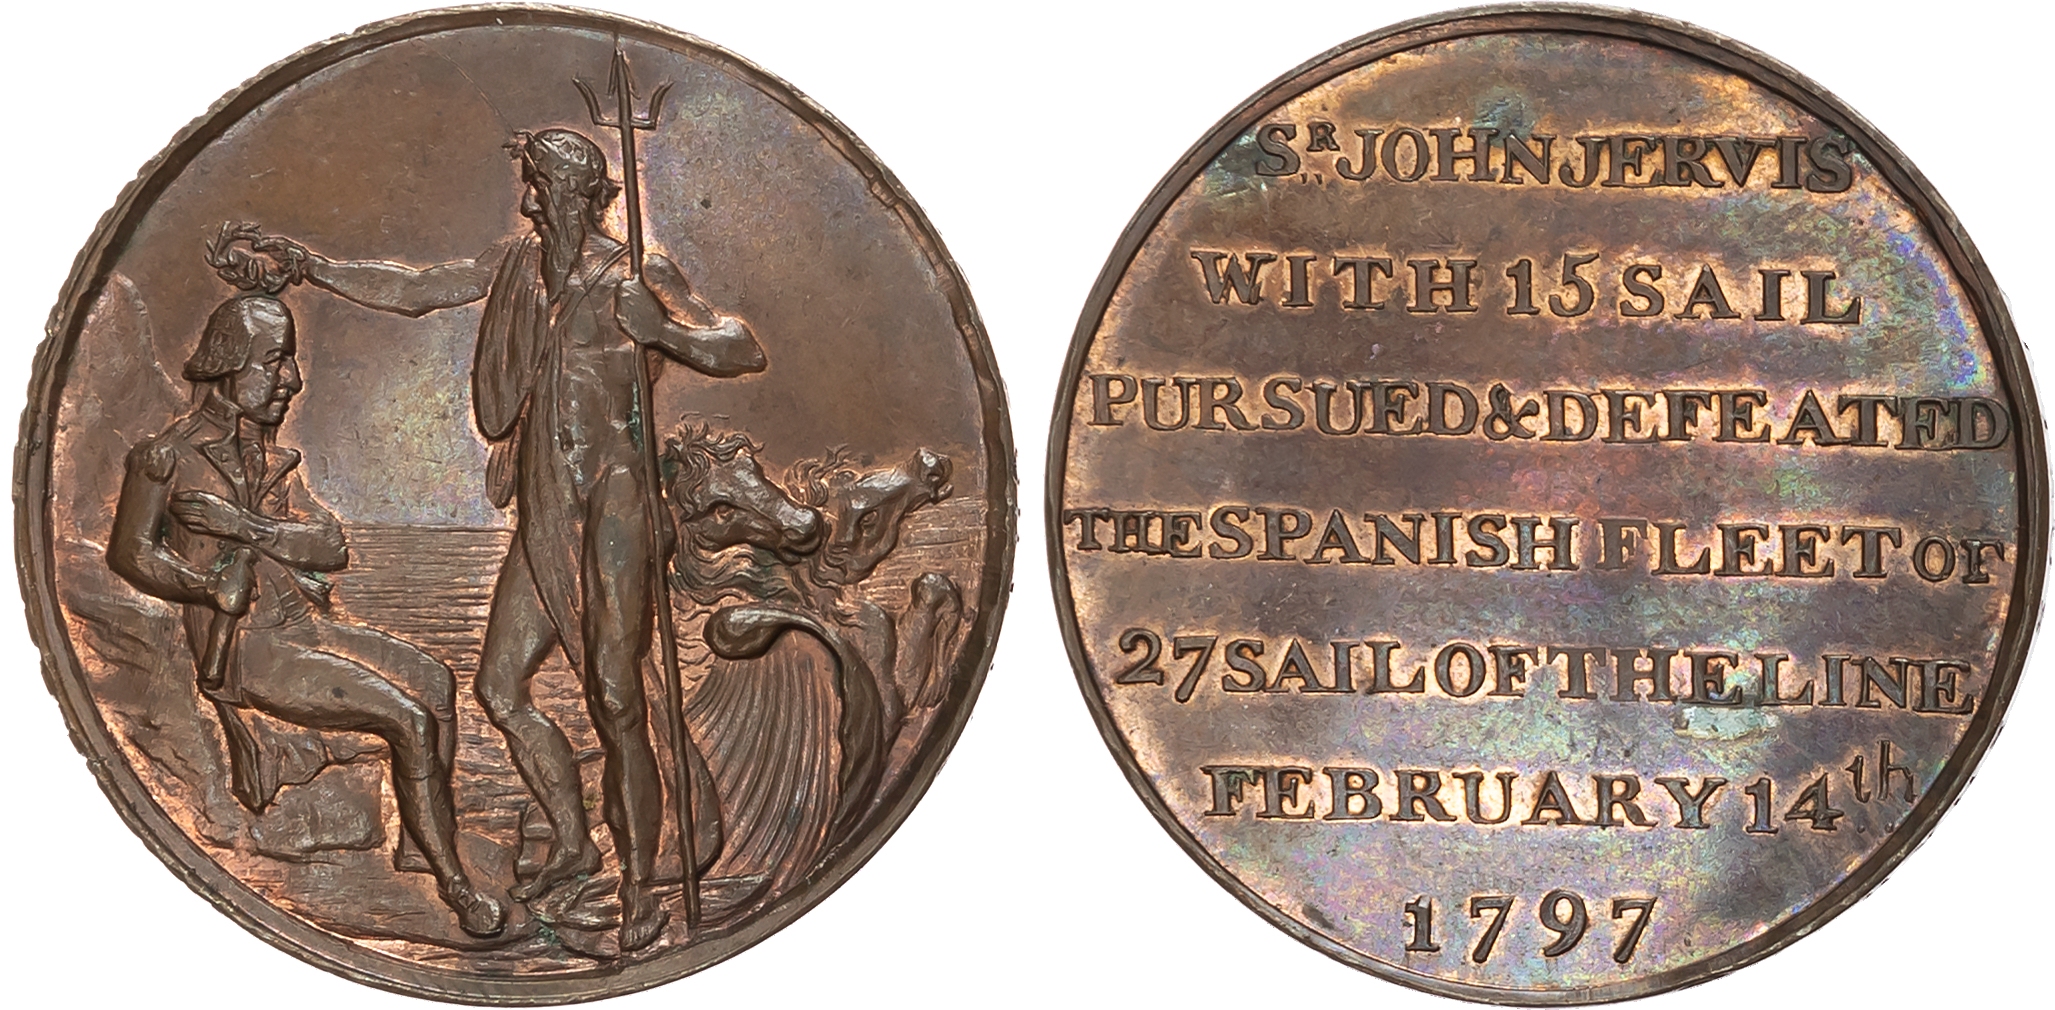 SR JOHN JERVIS
WITH 15 SAIL
PURSUED & DEFEATED
THE SPANISH FLEET OF
27 SAIL OF THE LINE
FEBRUARY 14th
1797